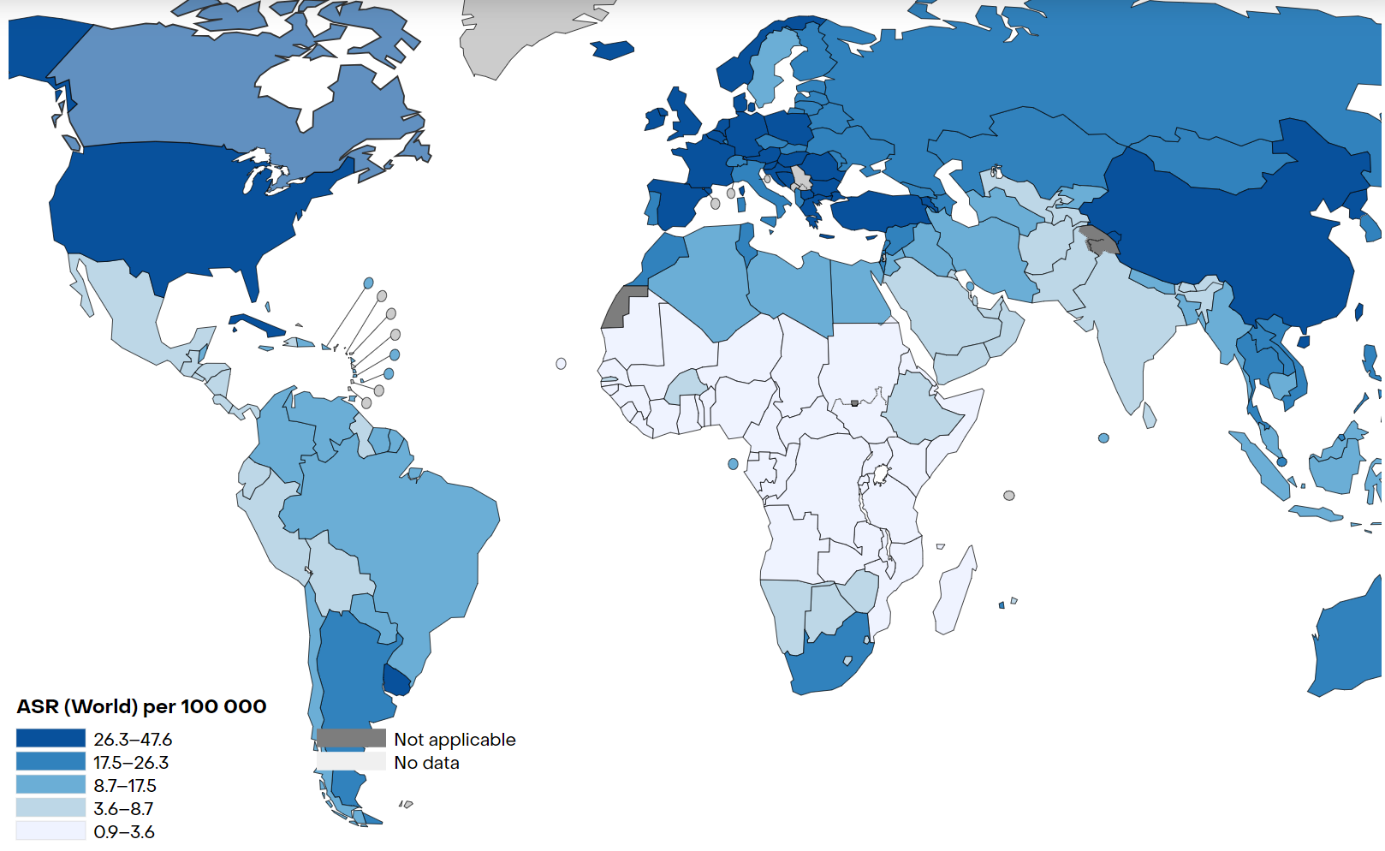 ASR (World) per 100 000
26.3–47.6
17.5–26.3
8.7–17.5
3.6–8.7
0.9–3.6
Not applicable
No data